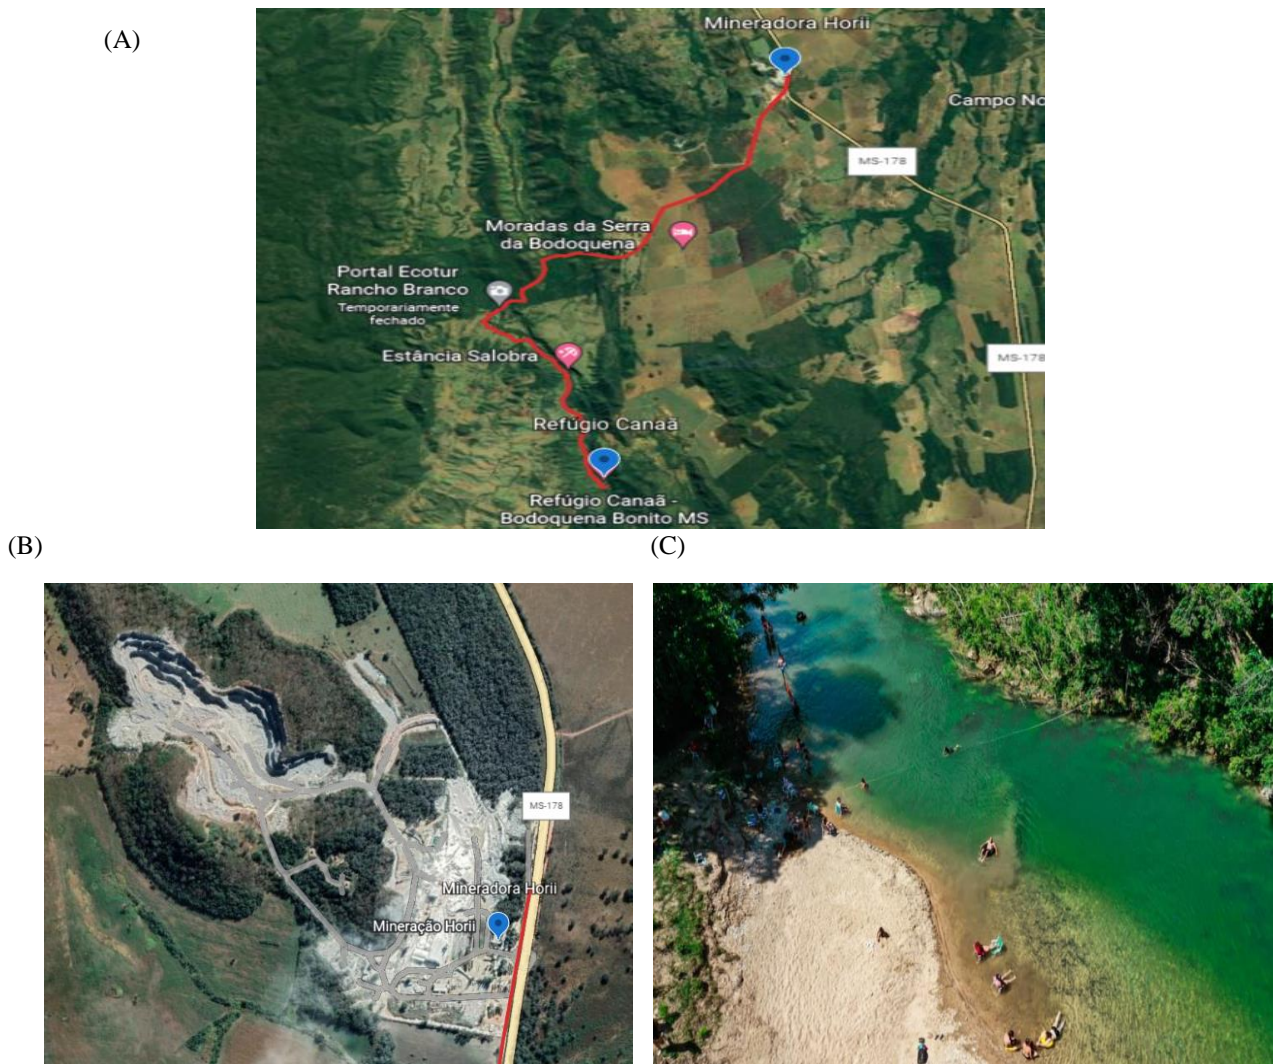 (A)
Mineradora Horii
Campo No
MS-178
Moradas da Serra
da Bodoquena
Portal Ecotur
Rancho Branco
Temporariamente
fechado
Estância Salobra
MS-178
Refúgio Canaã
Refúgio Canaã -
Bodoquena Bonito MS
(B)
(C)
MS-178
Mineradora Horii
Mineração Horii